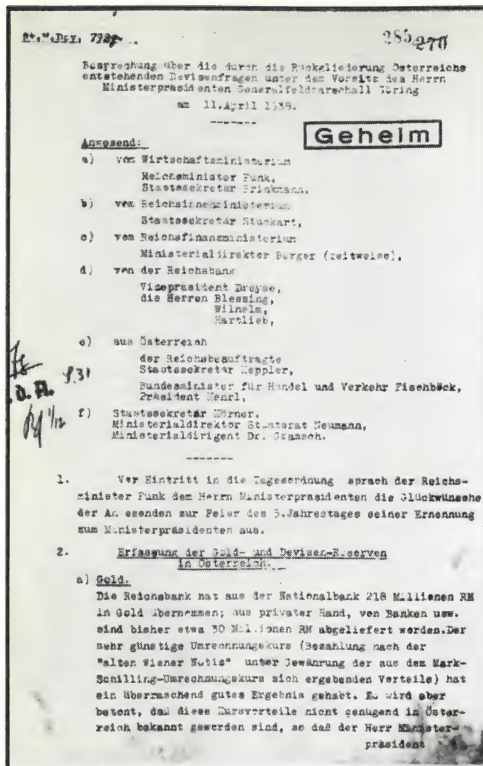 285 270
Besprechung über die durch die Rückgliederung Österreichs
entstehenden Devisenfragen unter dem Vorsitz des Herrn
Ministerpräsidenten Generalfeldmarschall Göring
am 11.April 1938.
Geheim
Anwesend:
a) vom Wirtschaftsministerium
Reichsminister Funk,
Staatssekretär Brinkmann,
b) vom Reichsinnenministerium
Staatssekretär Stuckart,
c) vom Reichsfinanzministerium
Ministerialdirektor Berger (zeitweise),
d) von der Reichsbank
Vizepräsident Dreyse,
die Herren Blessing,
Wilhelm,
Hartlieb,
e) aus Österreich
der Reichsbeauftragte
Staatssekretär Keppler,
Bundesminister für Handel und Verkehr Fischböck,
Präsident Kehrl,
f) Staatssekretär Körner,
Ministerialdirektor Staatsrat Neumann,
Ministerialdirigent Dr. Gramsch.
1. Vor Eintritt in die Tagesordnung sprach der Reichs-
minister Funk dem Herrn Ministerpräsidenten die Glückwünsche
der Anwesenden zur Feier des 5.Jahrestages seiner Ernennung
zum Ministerpräsidenten aus.
2. Erfassung der Gold- und Devisen-Reserven
in Österreich.
a) Gold.
Die Reichsbank hat aus der Nationalbank 218 Millionen RM
in Gold übernommen; aus privater Hand, von Banken usw.
sind bisher etwa 30 Millionen RM abgeliefert worden.Der
sehr günstige Umrechnungskurs (Bezahlung nach der
"alten Wiener Notiz" unter Gewährung der aus dem Mark-
Schilling-Umrechnungskurs sich ergebenden Vorteile) hat
ein überraschend gutes Ergebnis gehabt. Es wird aber
betont, daß diese Kursvorteile nicht genügend in Öster-
reich bekannt geworden sind, so daß der Herr Minister-
präsident